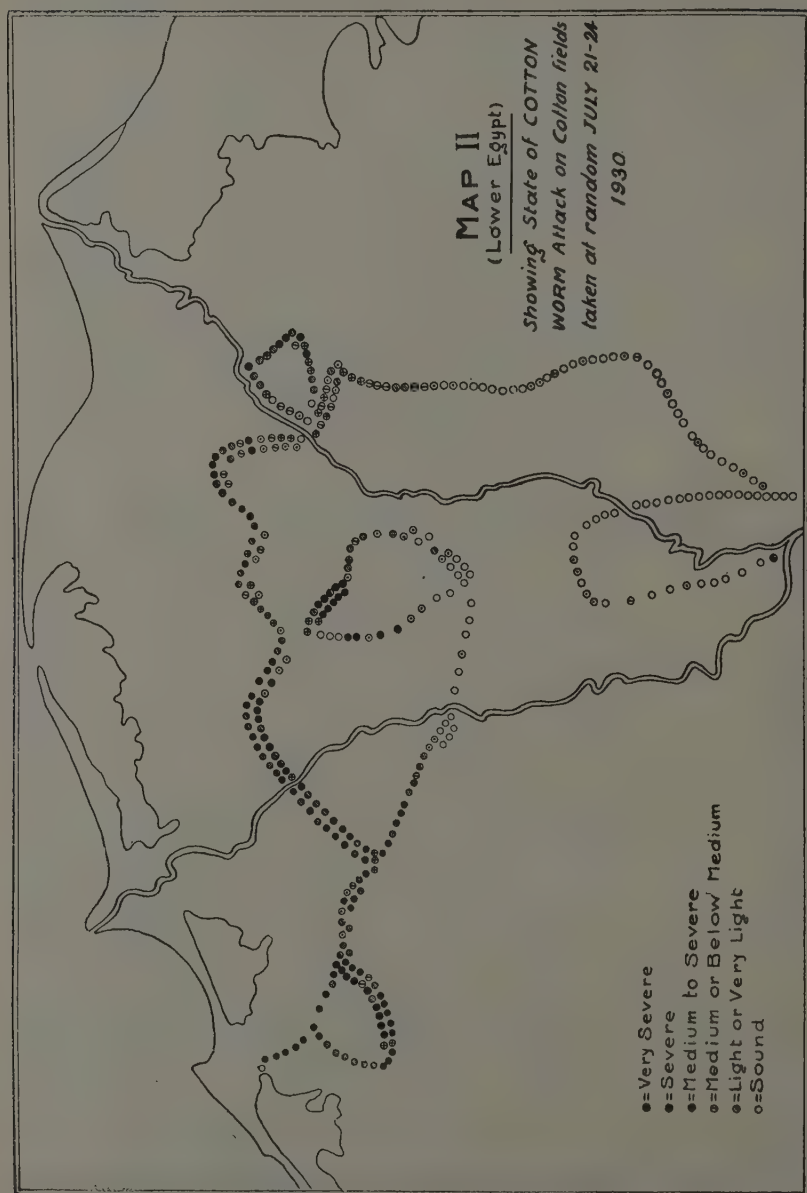 MAP II
(Lower Egypt)
Showing State of COTTON
WORM Attack on Cotton fields
taken at random JULY 21-24
1930
=Very Severe
=Severe
=Medium to Severe
=Medium or Below Medium
=Light or Very Light
=Sound